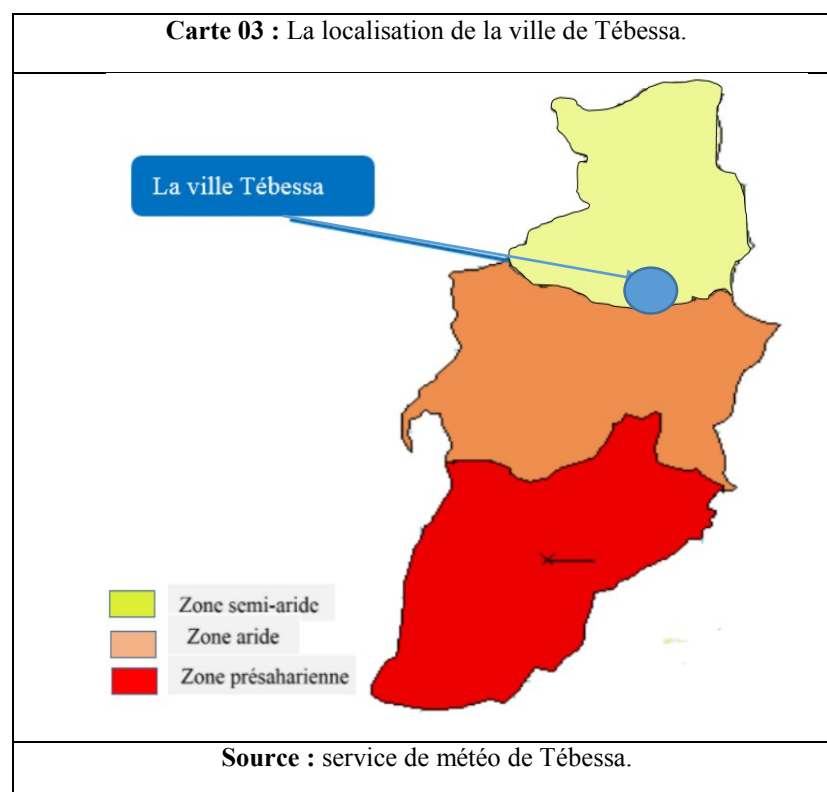 Carte 03 : La localisation de la ville de Tébessa.
La ville Tébessa
Zone semi-aride
Zone aride
Zone présaharienne
Source : service de météo de Tébessa.